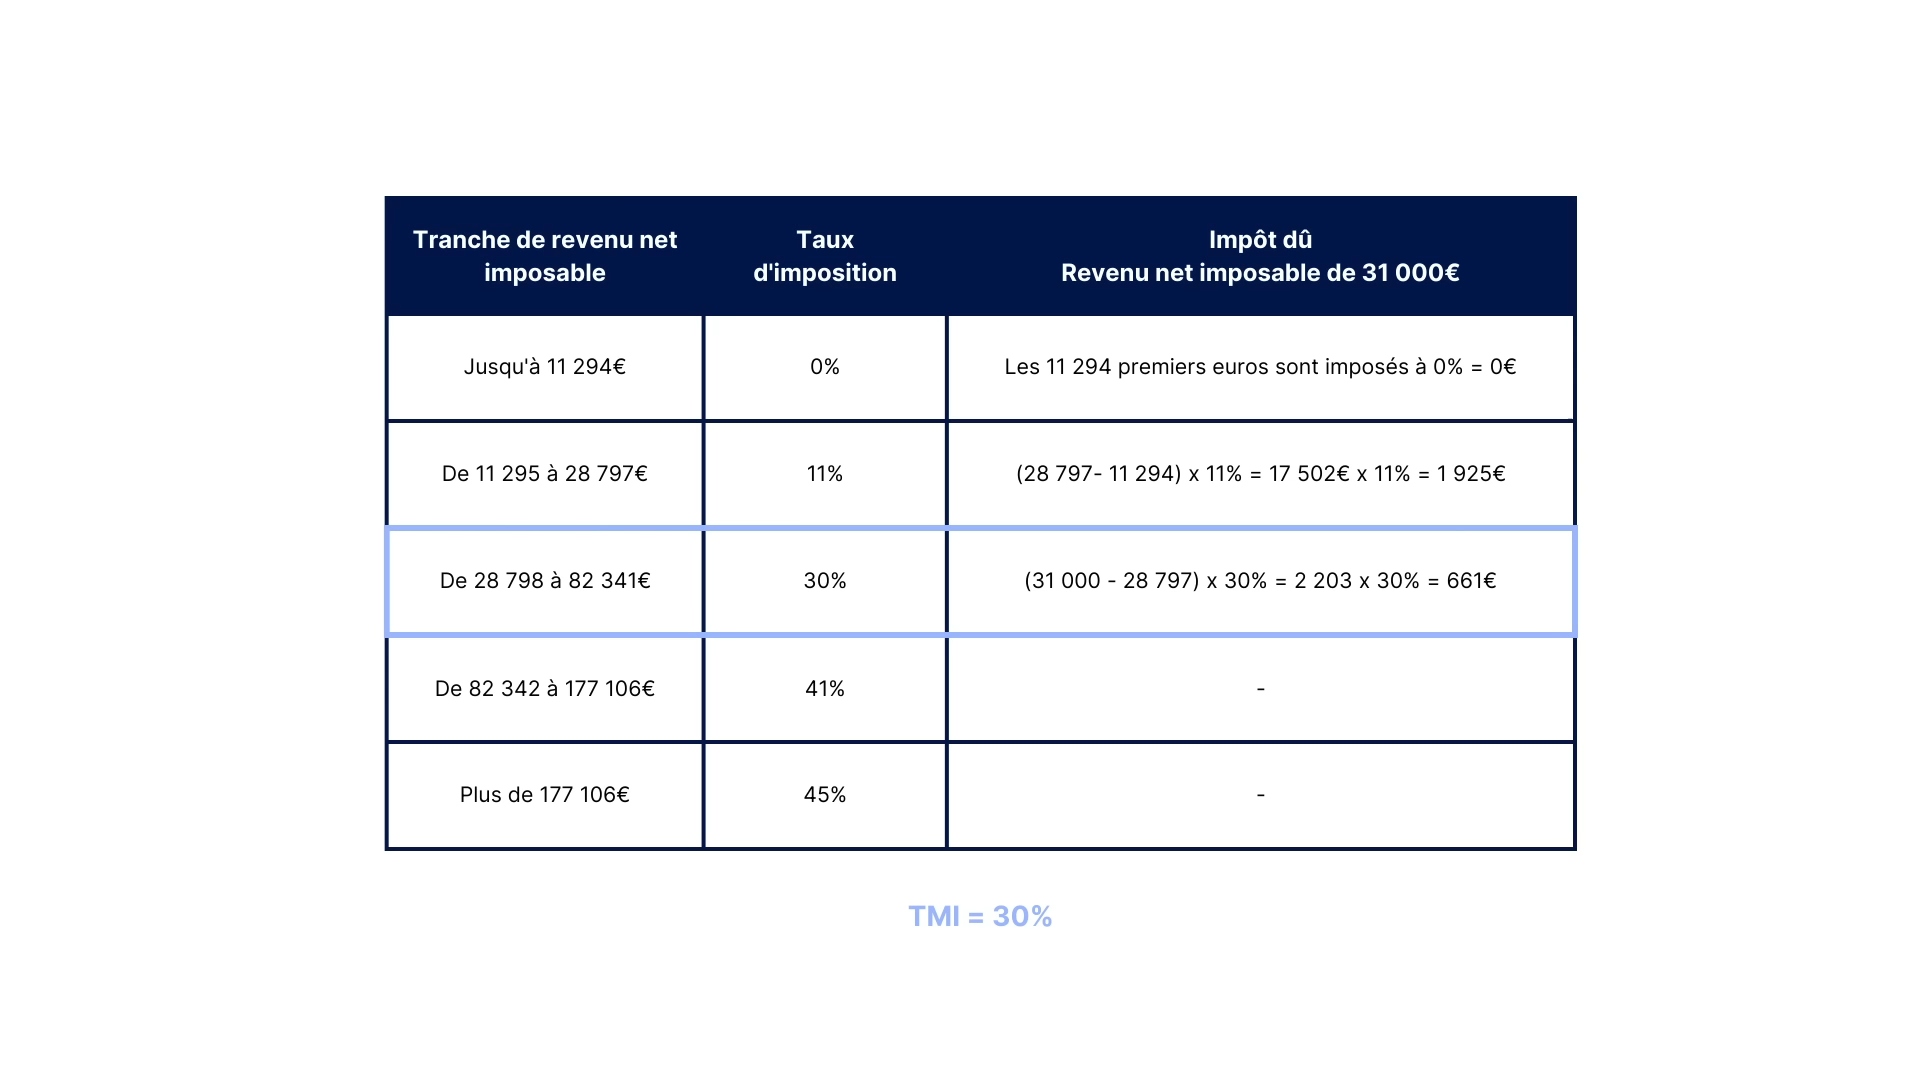 Tranche de revenu net
imposable
Taux
d'imposition
Impôt dû
Revenu net imposable de 31 000€
Jusqu'à 11 294€
0%
Les 11 294 premiers euros sont imposés à 0% = 0€
De 11 295 à 28 797€
11%
(28 797- 11 294) x 11% = 17 502€ x 11% = 1 925€
De 28 798 à 82 341€
30%
(31 000 - 28 797) x 30% = 2 203 x 30% = 661€
De 82 342 à 177 106€
41%
-
Plus de 177 106€
45%
-
TMI = 30%